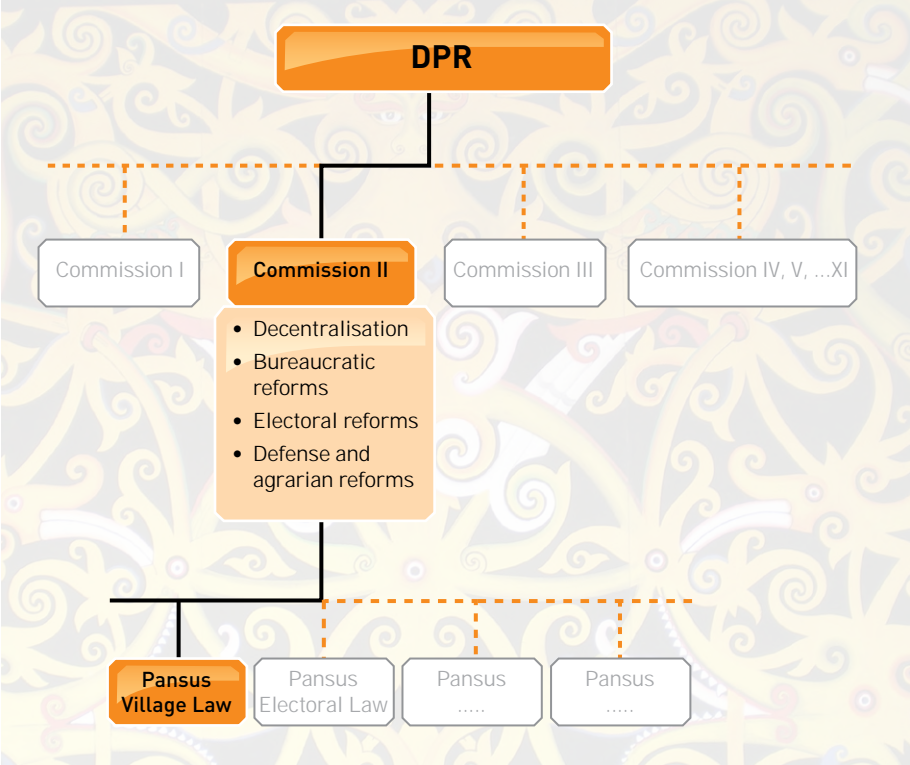 DPR
Commission I
Commission II
Commission III
Commission IV, V, ...XI
• Decentralisation
• Bureaucratic
reforms
• Electoral reforms
• Defense and
agrarian reforms
Pansus
Village Law
Pansus
Electoral Law
Pansus
.....
Pansus
.....